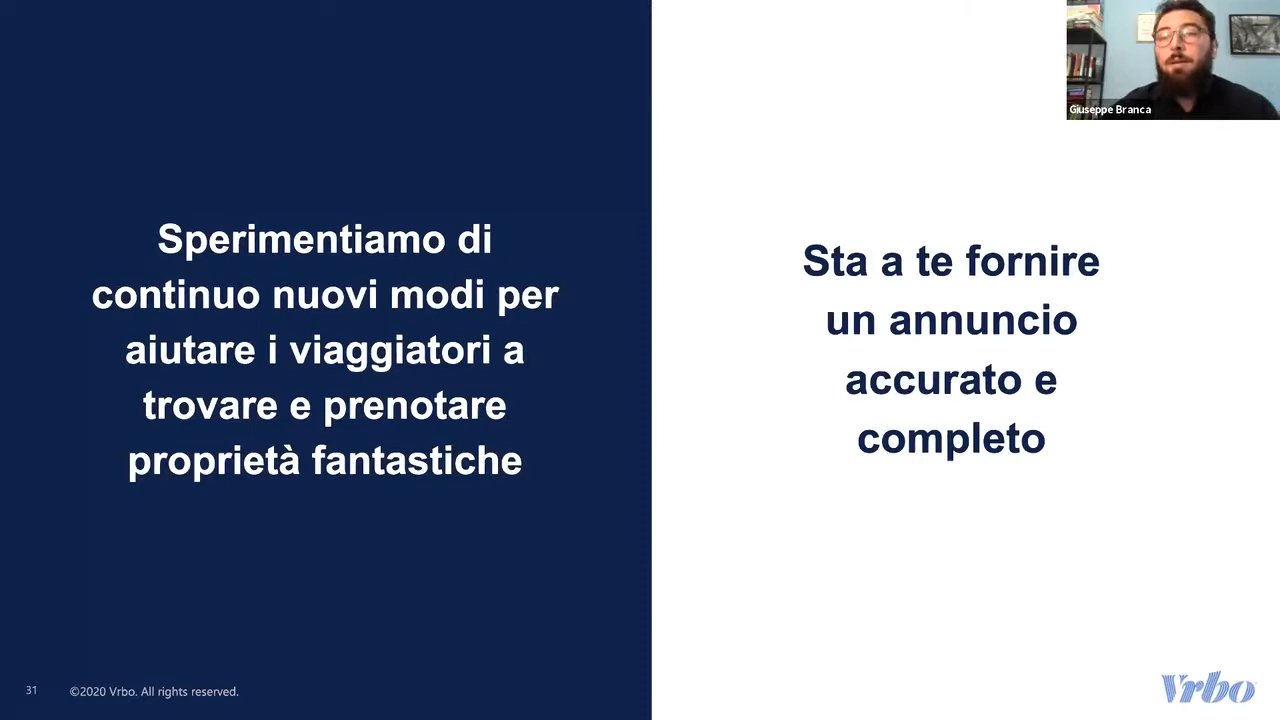 Sperimentiamo di
continuo nuovi modi per
aiutare i viaggiatori a
trovare e prenotare
proprietà fantastiche
Sta a te fornire
un annuncio
accurato e
completo
Giuseppe Branca
31
©2020 Vrbo. All rights reserved.
Vrbo